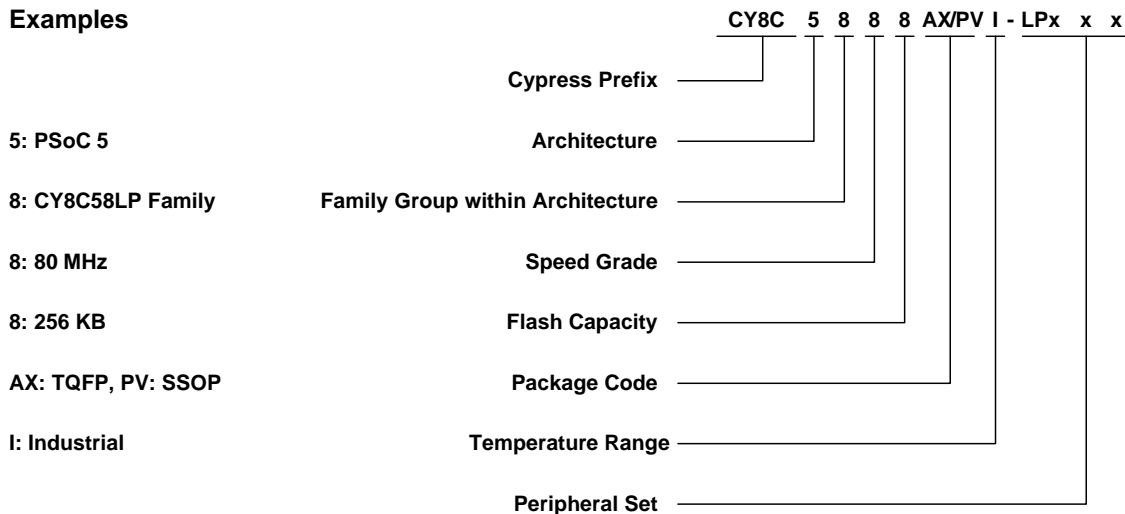 Examples CY8C 5 8 8 8 AX/PV I - LPx x x
Cypress Prefix
5: PSoC 5 Architecture
8: CY8C58LP Family Family Group within Architecture
8: 80 MHz Speed Grade
8: 256 KB Flash Capacity
AX: TQFP, PV: SSOP Package Code
I: Industrial Temperature Range
Peripheral Set